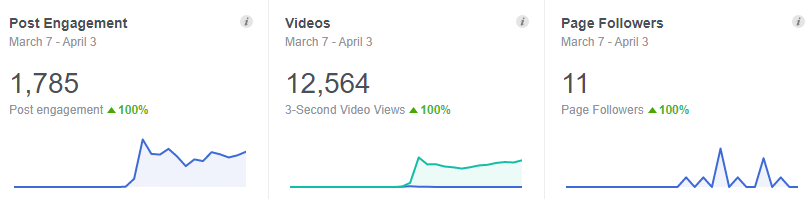 Post Engagement
March 7 - April 3
1,785
Post engagement ▲ 100%
Videos
March 7 - April 3
12,564
3-Second Video Views ▲ 100%
Page Followers
March 7 - April 3
11
Page Followers ▲ 100%